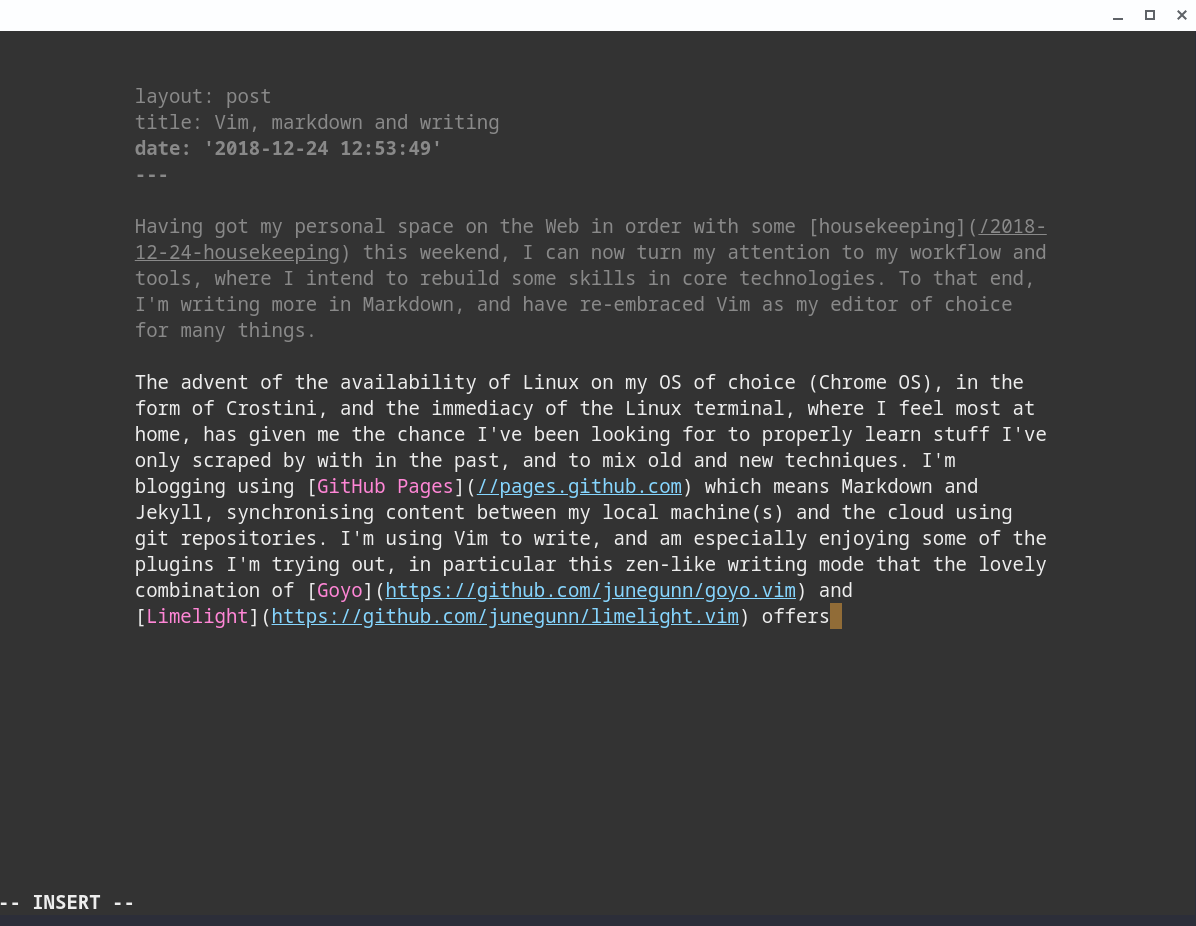 layout: post
title: Vim, markdown and writing
date: '2018-12-24 12:53:49'
---
Having got my personal space on the Web in order with some [housekeeping](/2018-
12-24-housekeeping) this weekend, I can now turn my attention to my workflow and
tools, where I intend to rebuild some skills in core technologies. To that end,
I'm writing more in Markdown, and have re-embraced Vim as my editor of choice
for many things.
The advent of the availability of Linux on my OS of choice (Chrome OS), in the
form of Crostini, and the immediacy of the Linux terminal, where I feel most at
home, has given me the chance I've been looking for to properly learn stuff I've
only scraped by with in the past, and to mix old and new techniques. I'm
blogging using [GitHub Pages](//pages.github.com) which means Markdown and
Jekyll, synchronising content between my local machine(s) and the cloud using
git repositories. I'm using Vim to write, and am especially enjoying some of the
plugins I'm trying out, in particular this zen-like writing mode that the lovely
combination of [Goyo](https://github.com/junegunn/goyo.vim) and
[Limelight](https://github.com/junegunn/limelight.vim) offers
-- INSERT --